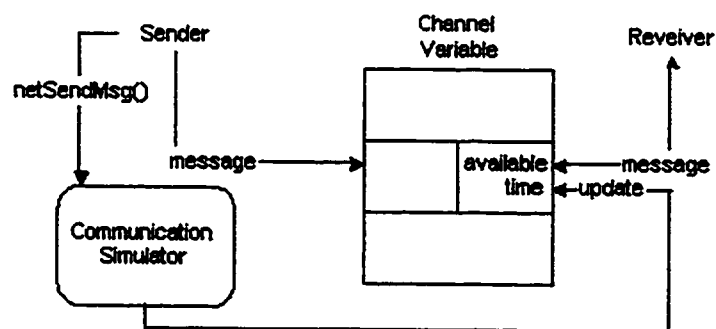 Sender
Channel
Variable
Reveiver
netSendMsg()
message
available
time
message
update
Communication
Simulator